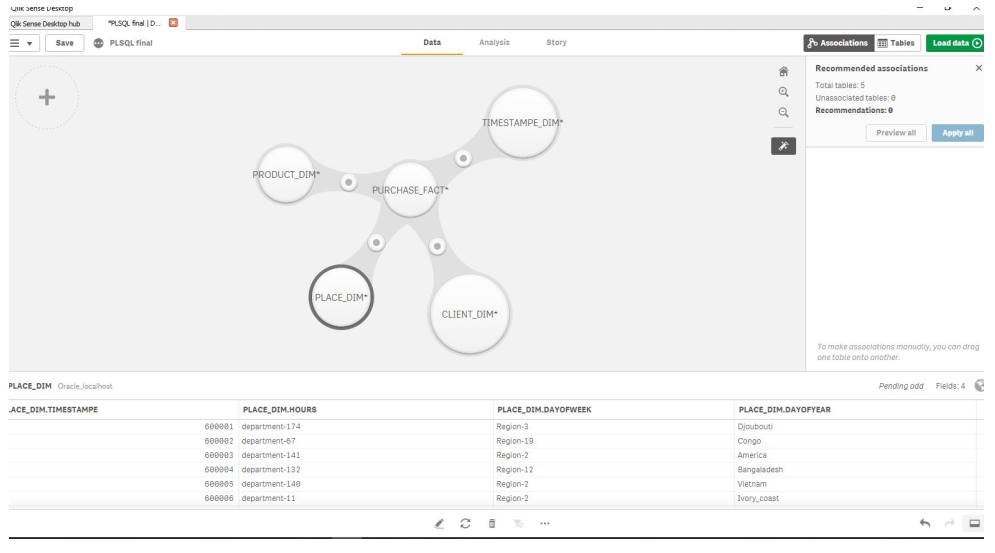 Qlik Sense Desktop
Qlik Sense Desktop hub *PLSQL final | D...
Save PLSQL final Data Analysis Story Associations Tables Load data
Recommended associations
Total tables: 5
Unassociated tables: 0
Recommendations: 0
Preview all Apply all
TIMESTAMPE_DIM*
PRODUCT_DIM*
PURCHASE_FACT*
PLACE_DIM*
CLIENT_DIM*
To make associations manually, you can drag
one table onto another.
PLACE_DIM Oracle_localhost Pending add Fields: 4
LACE_DIM.TIMESTAMPE PLACE_DIM.HOURS PLACE_DIM.DAYOFWEEK PLACE_DIM.DAYOFYEAR
600001 department-174 Region-3 Djoubouti
600002 department-67 Region-19 Congo
600003 department-141 Region-2 America
600004 department-132 Region-12 Bangaladesh
600005 department-140 Region-2 Vietnam
600006 department-11 Region-2 Ivory_coast